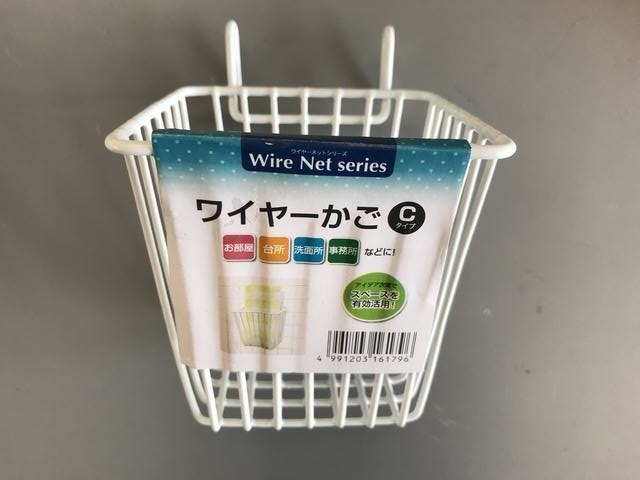 ワイヤーネットシリーズ
Wire Net series
ワイヤーかご C タイプ
お部屋 台所 洗面所 事務所 などに!
アイデア次第で
スペースを
有効活用!
4 991203 161796